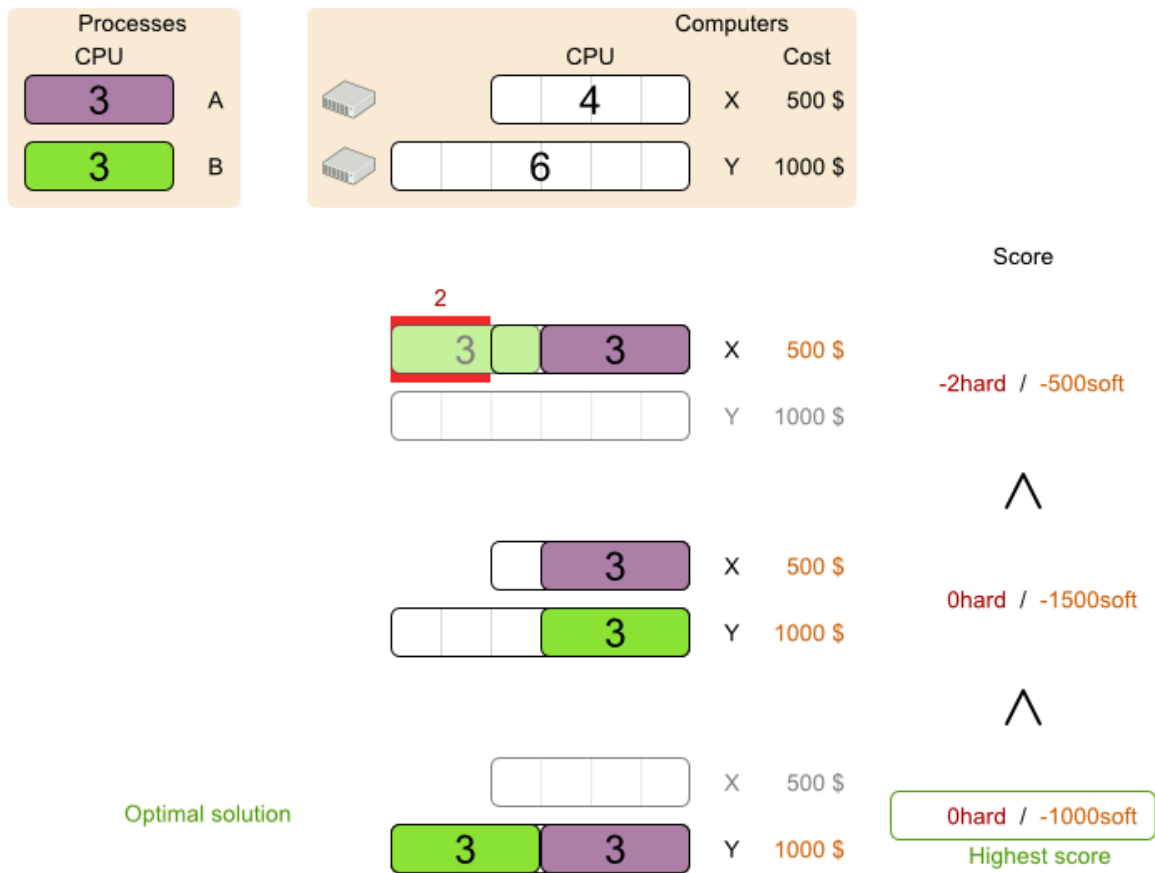 Processes
CPU
3 A
3 B
Computers
CPU Cost
4 X 500 $
6 Y 1000 $
Score
2
3 3 X 500 $
Y 1000 $
-2hard / -500soft
3 X 500 $
3 Y 1000 $
0hard / -1500soft
X 500 $
Optimal solution
3 3 Y 1000 $
0hard / -1000soft
Highest score